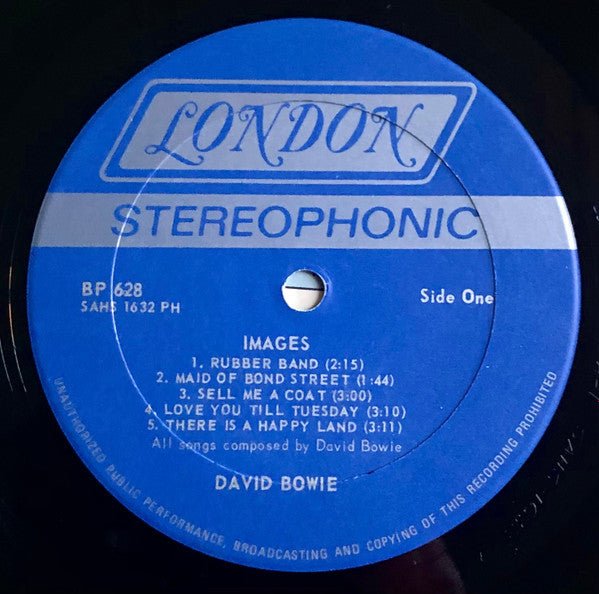 LONDON
STEREOPHONIC
BP 628
SAHS 1632 PH
Side One
IMAGES
1. RUBBER BAND (2:15)
2. MAID OF BOND STREET (1:44)
3. SELL ME A COAT (3:00)
4. LOVE YOU TILL TUESDAY (3:10)
5. THERE IS A HAPPY LAND (3:11)
All songs composed by David Bowie
DAVID BOWIE
UNAUTHORIZED PUBLIC PERFORMANCE, BROADCASTING AND COPYING OF THIS RECORDING PROHIBITED